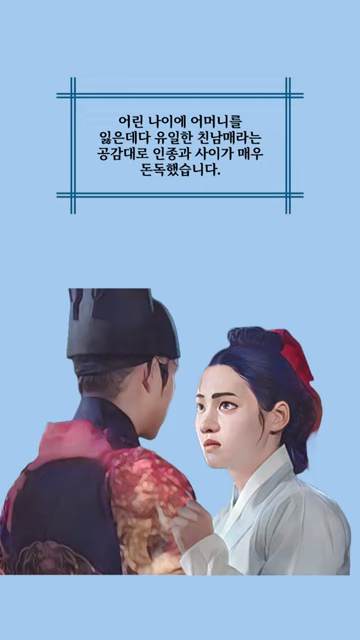 어린 나이에 어머니를
잃은데다 유일한 친남매라는
공감대로 인종과 사이가 매우
돈독했습니다.